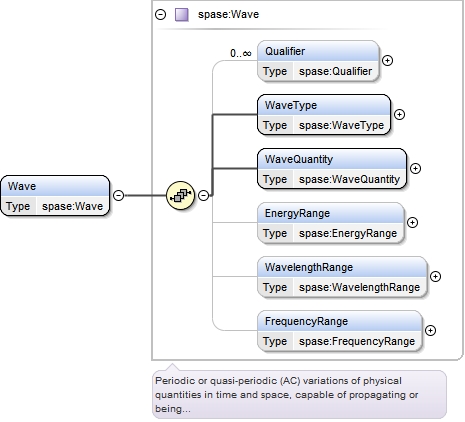 spase:Wave
0..∞
Qualifier
Type spase:Qualifier
WaveType
Type spase:WaveType
WaveQuantity
Type spase:WaveQuantity
Wave
Type spase:Wave
EnergyRange
Type spase:EnergyRange
WavelengthRange
Type spase:WavelengthRange
FrequencyRange
Type spase:FrequencyRange
Periodic or quasi-periodic (AC) variations of physical
quantities in time and space, capable of propagating or
being...